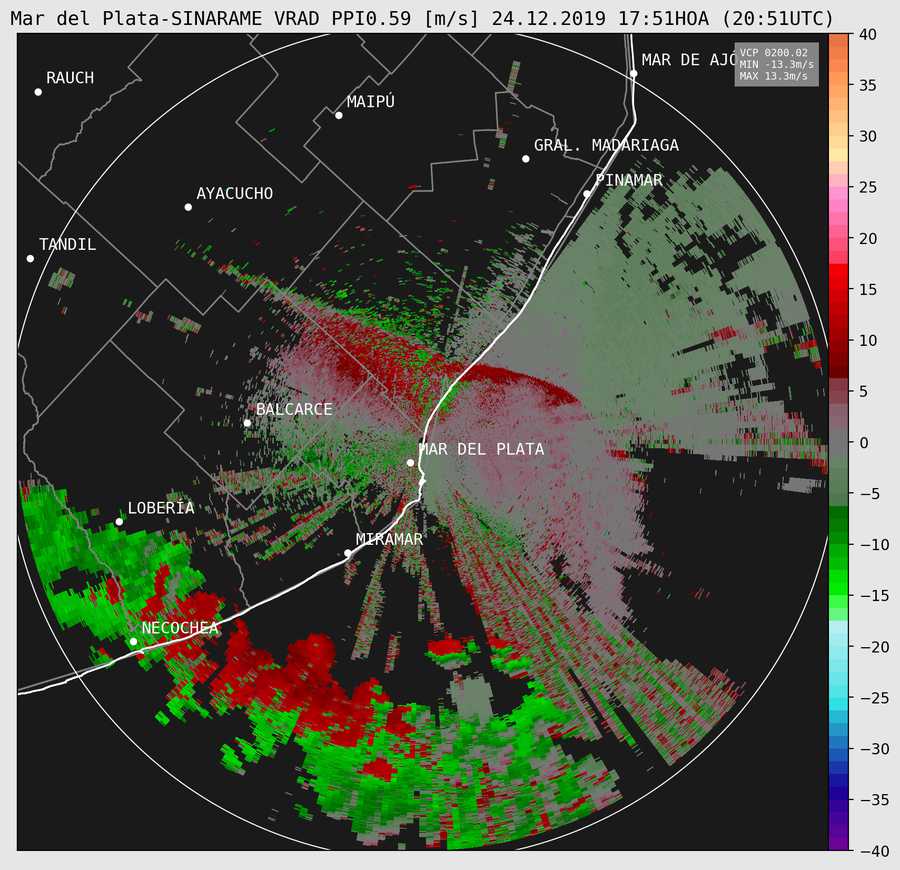 Mar del Plata-SINARAME VRAD PPI0.59 [m/s] 24.12.2019 17:51HOA (20:51UTC)
VCP 0200.02
MIN -13.3m/s
MAX 13.3m/s
MAR DE AJÓ
RAUCH
MAIPÚ
GRAL. MADARIAGA
PINAMAR
AYACUCHO
TANDIL
BALCARCE
MAR DEL PLATA
LOBERÍA
MIRAMAR
NECOCHEA
40
35
30
25
20
15
10
5
0
−5
−10
−15
−20
−25
−30
−35
−40